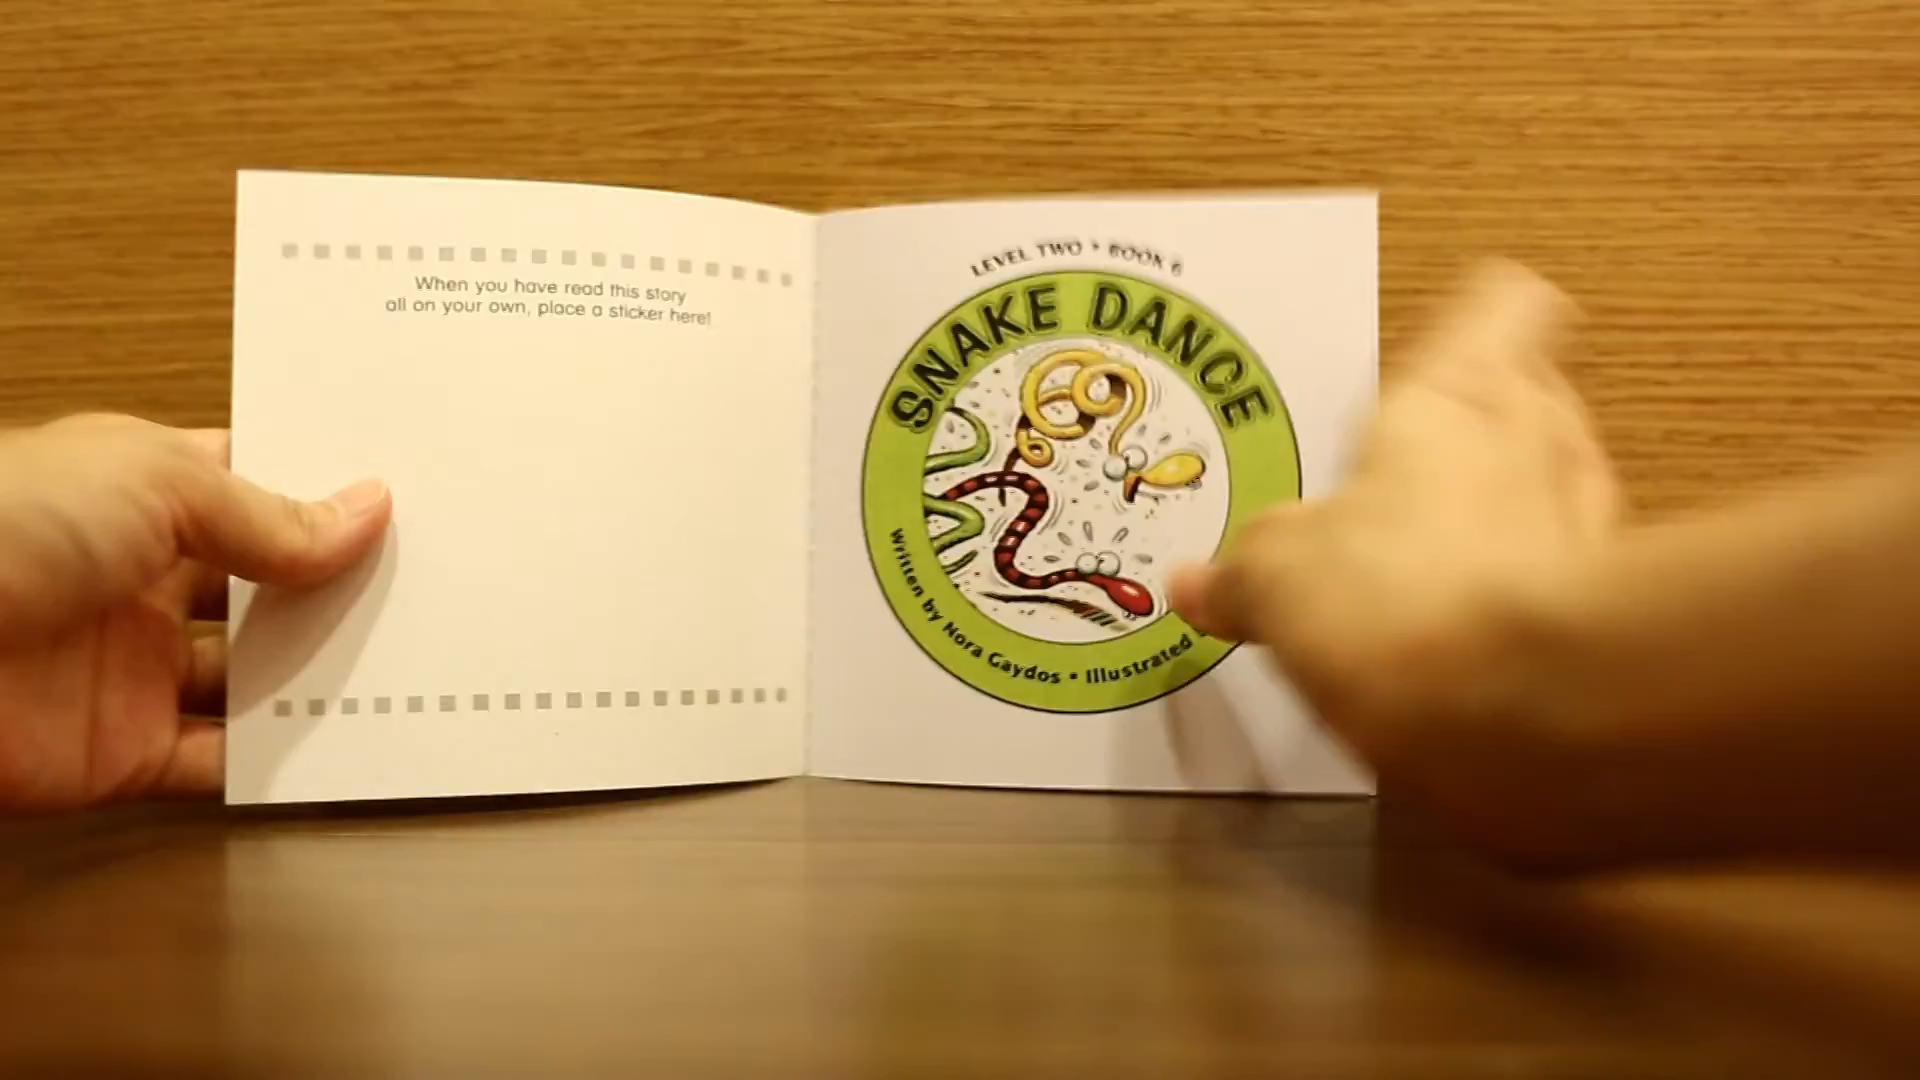 When you have read this story
all on your own, place a sticker here!
LEVEL TWO • BOOK 6
SNAKE DANCE
Written by Nora Gaydos • Illustrated